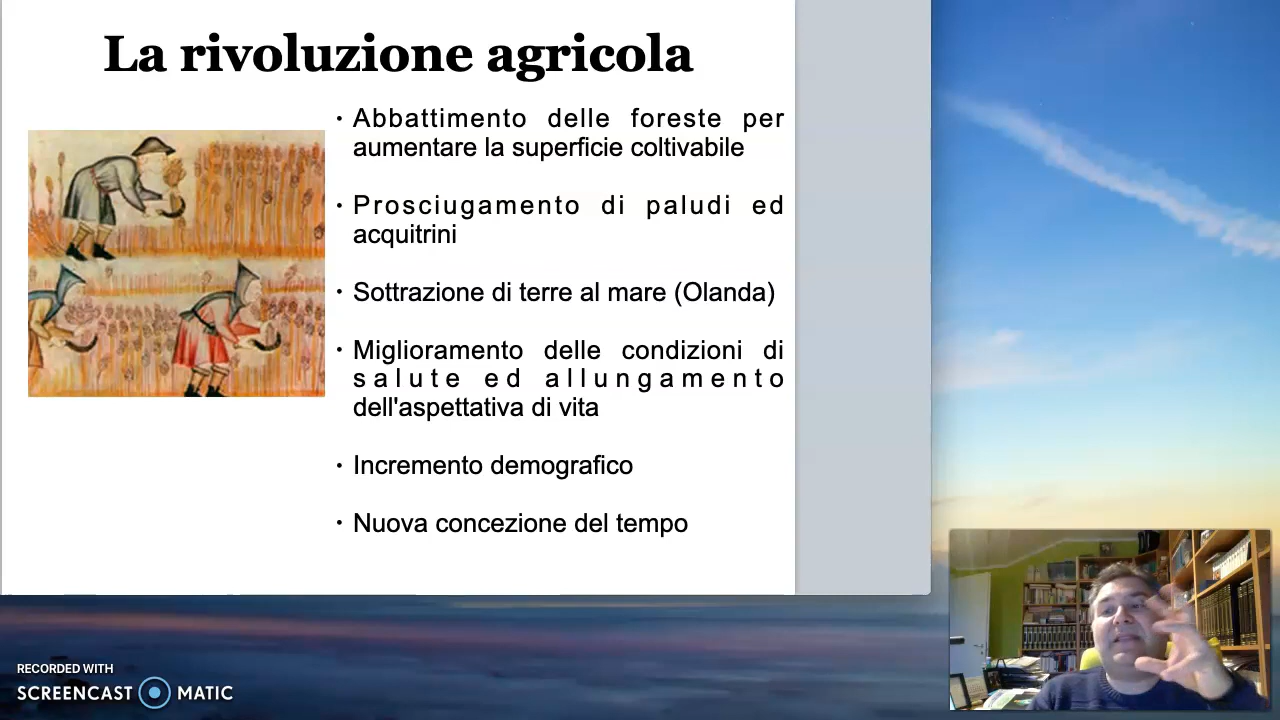 La rivoluzione agricola
• Abbattimento delle foreste per
aumentare la superficie coltivabile
• Prosciugamento di paludi ed
acquitrini
• Sottrazione di terre al mare (Olanda)
• Miglioramento delle condizioni di
salute ed allungamento
dell'aspettativa di vita
• Incremento demografico
• Nuova concezione del tempo
RECORDED WITH
SCREENCAST MATIC